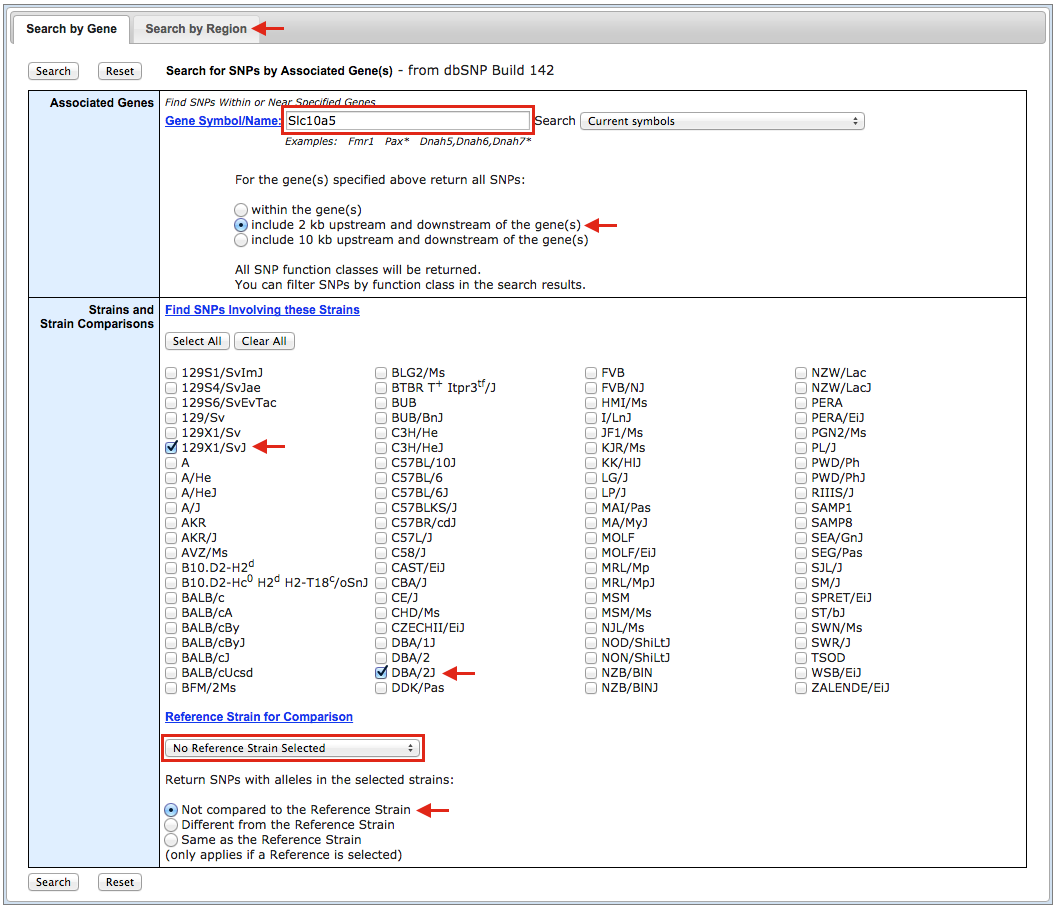 Search by Gene Search by Region
Search Reset Search for SNPs by Associated Gene(s) - from dbSNP Build 142
Associated Genes Find SNPs Within or Near Specified Genes
Gene Symbol/Name: Slc10a5 Search Current symbols
Examples: Fmr1 Pax* Dnah5,Dnah6,Dnah7*
For the gene(s) specified above return all SNPs:
within the gene(s)
include 2 kb upstream and downstream of the gene(s)
include 10 kb upstream and downstream of the gene(s)
All SNP function classes will be returned.
You can filter SNPs by function class in the search results.
Strains and Find SNPs Involving these Strains
Strain Comparisons
Select All Clear All
129S1/SvImJ BLG2/Ms FVB NZW/Lac
129S4/SvJae BTBR T+ Itpr3tf/J FVB/NJ NZW/LacJ
129S6/SvEvTac BUB HMI/Ms PERA
129/Sv BUB/BnJ I/LnJ PERA/EiJ
129X1/Sv C3H/He JF1/Ms PGN2/Ms
129X1/SvJ C3H/HeJ KJR/Ms PL/J
A C57BL/10J KK/HlJ PWD/Ph
A/He C57BL/6 LG/J PWD/PhJ
A/HeJ C57BL/6J LP/J RIIIS/J
A/J C57BLKS/J MAI/Pas SAMP1
AKR C57BR/cdJ MA/MyJ SAMP8
AKR/J C57L/J MOLF SEA/GnJ
AVZ/Ms C58/J MOLF/EiJ SEG/Pas
B10.D2-H2d CAST/EiJ MRL/Mp SJL/J
B10.D2-Hc0 H2d H2-T18c/oSnJ CBA/J MRL/MpJ SM/J
BALB/c CE/J MSM SPRET/EiJ
BALB/cA CHD/Ms MSM/Ms ST/bJ
BALB/cBy CZECHII/EiJ NJL/Ms SWN/Ms
BALB/cByJ DBA/1J NOD/ShiLtJ SWR/J
BALB/cJ DBA/2 NON/ShiLtJ TSOD
BALB/cUcsd DBA/2J NZB/BIN WSB/EiJ
BFM/2Ms DDK/Pas NZB/BINJ ZALENDE/EiJ
Reference Strain for Comparison
No Reference Strain Selected
Return SNPs with alleles in the selected strains:
Not compared to the Reference Strain
Different from the Reference Strain
Same as the Reference Strain
(only applies if a Reference is selected)
Search Reset